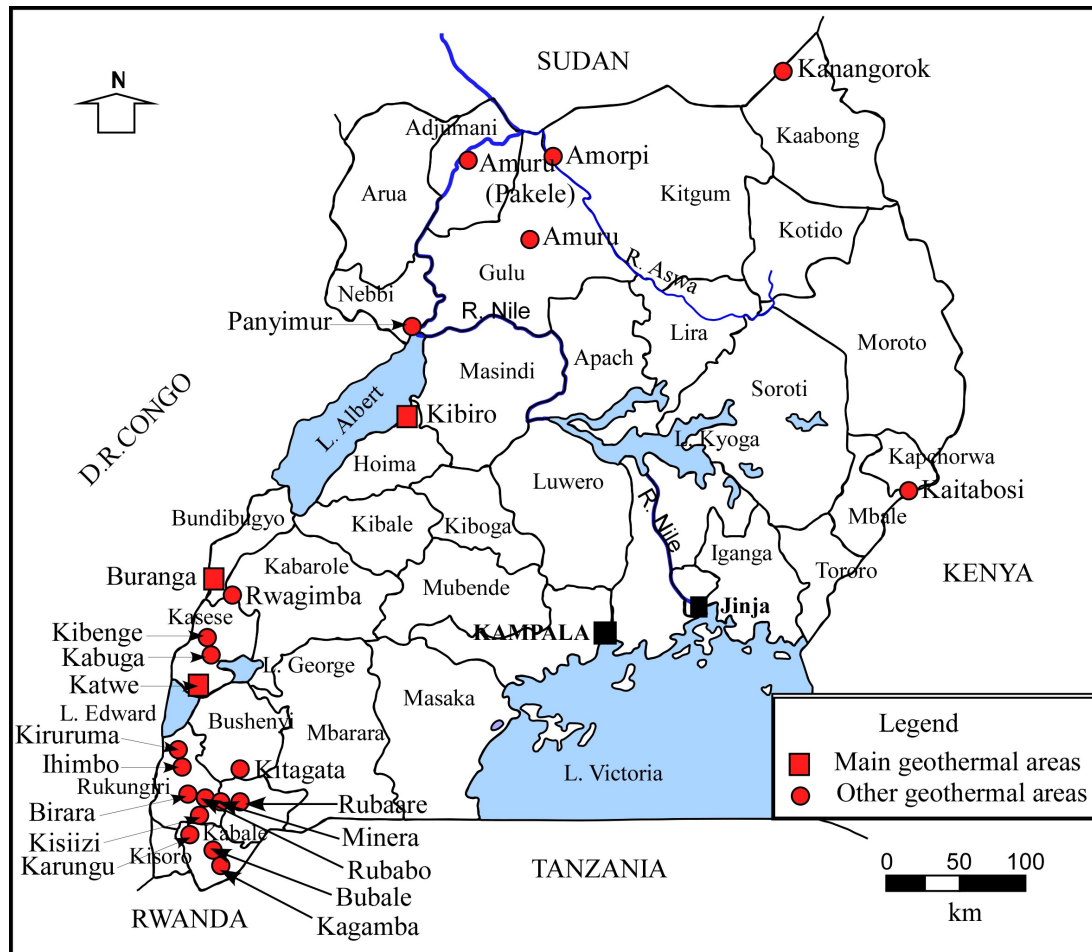 SUDAN
N
Kanangorok
Kaabong
Adjumani
Amuru
(Pakele)
Amorpi
Arua
Kitgum
Kotido
Amuru
Gulu
R. Aswa
Nebbi
R. Nile
Panyimur
Lira
Moroto
Apach
Masindi
Soroti
D.R.CONGO
L. Albert
Kibiro
L. Kyoga
Kapchorwa
Hoima
Luwero
Kaitabosi
R. Nile
Mbale
Bundibugyo
Kibale
Kiboga
Iganga
Kabarole
Tororo
KENYA
Buranga
Mubende
Rwagimba
Jinja
Kasese
Kibenge
KAMPALA
Kabuga
L. George
Katwe
Masaka
L. Edward
Bushenyi
Mbarara
Kiruruma
Legend
Ihimbo
Kitagata
Main geothermal areas
L. Victoria
Rukungiri
Other geothermal areas
Birara
Rubaare
Kisiizi
Kabale
Minera
Karungu
Kisoro
Rubabo
TANZANIA
Bubale
0 50 100
km
RWANDA
Kagamba